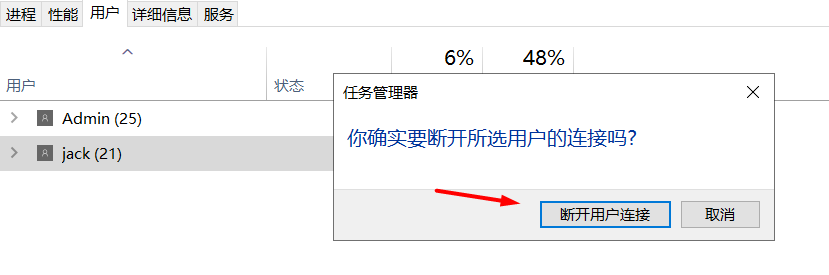 进程 性能 用户 详细信息 服务
6% 48%
用户 状态
Admin (25)
jack (21)
任务管理器
你确实要断开所选用户的连接吗?
断开用户连接 取消